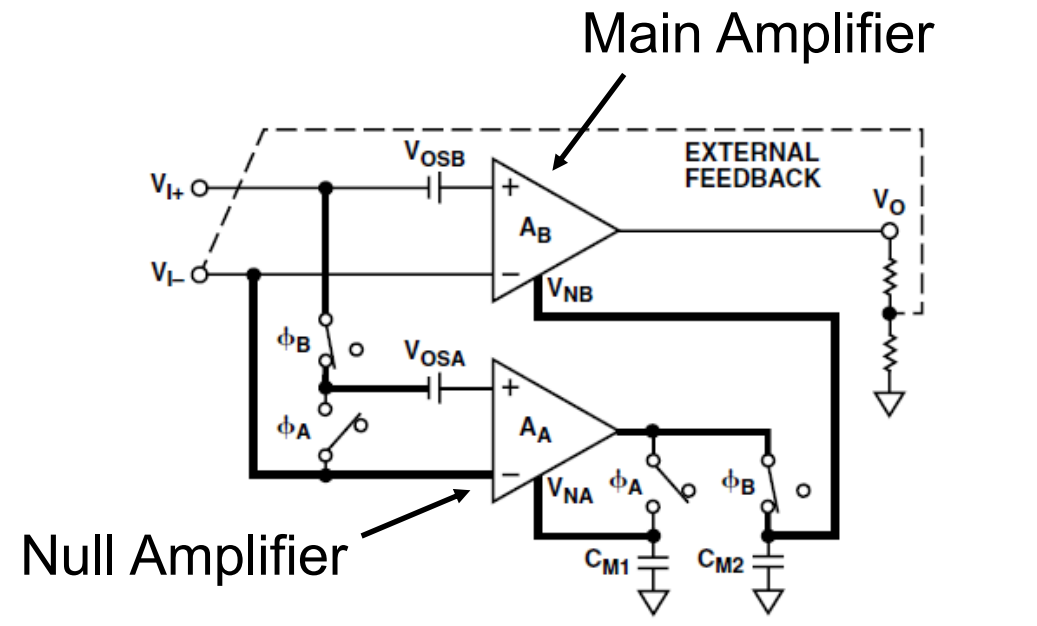 Main Amplifier
V_OSB
EXTERNAL
FEEDBACK
V_I+
+
A_B
V_O
V_I–
–
V_NB
ϕ_B
V_OSA
+
ϕ_A
A_A
–
V_NA
ϕ_A
ϕ_B
Null Amplifier
C_M1
C_M2